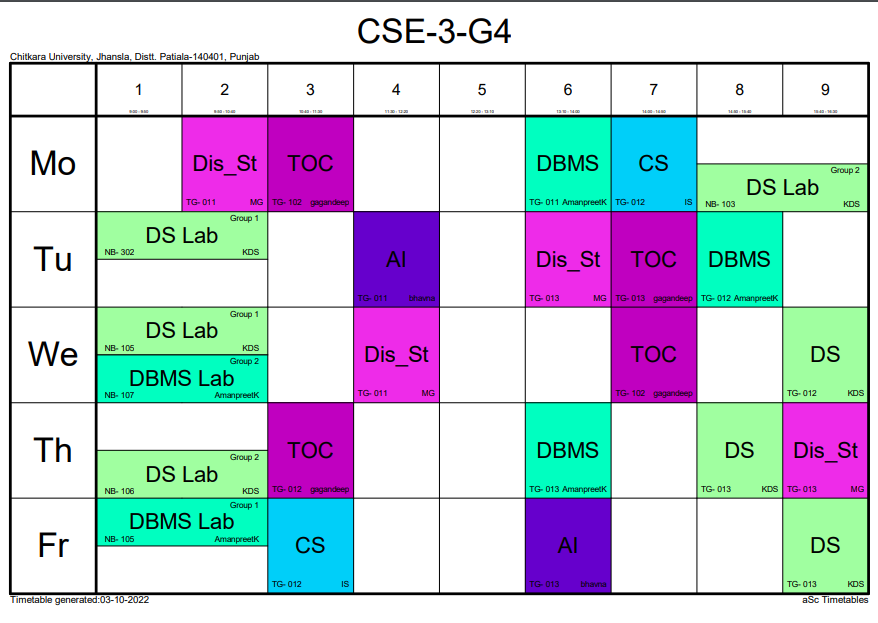 CSE-3-G4
Chitkara University, Jhansla, Distt. Patiala-140401, Punjab
1 2 3 4 5 6 7 8 9
9:00 - 9:50 9:50 - 10:40 10:40 - 11:30 11:30 - 12:20 12:20 - 13:10 13:10 - 14:00 14:00 - 14:50 14:50 - 15:40 15:40 - 16:30
Mo
Dis_St
TG- 011 MG
TOC
TG- 102 gagandeep
DBMS
TG- 011 AmanpreetK
CS
TG- 012 IS
Group 2
DS Lab
NB- 103 KDS
Tu
Group 1
DS Lab
NB- 302 KDS
AI
TG- 011 bhavna
Dis_St
TG- 013 MG
TOC
TG- 013 gagandeep
DBMS
TG- 012 AmanpreetK
We
Group 1
DS Lab
NB- 105 KDS
Group 2
DBMS Lab
NB- 107 AmanpreetK
Dis_St
TG- 011 MG
TOC
TG- 102 gagandeep
DS
TG- 012 KDS
Th
Group 2
DS Lab
NB- 106 KDS
TOC
TG- 012 gagandeep
DBMS
TG- 013 AmanpreetK
DS
TG- 013 KDS
Dis_St
TG- 013 MG
Fr
Group 1
DBMS Lab
NB- 105 AmanpreetK
CS
TG- 012 IS
AI
TG- 013 bhavna
DS
TG- 013 KDS
Timetable generated:03-10-2022
aSc Timetables